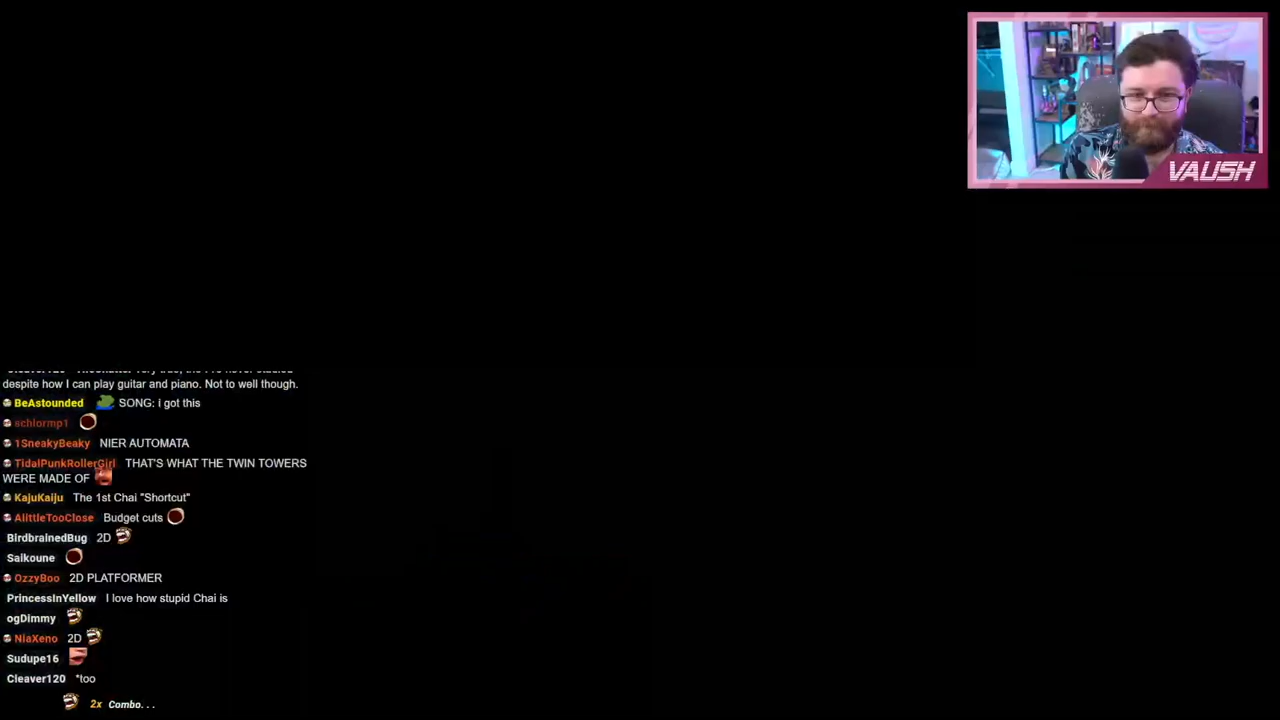 VAUSH
despite how I can play guitar and piano. Not to well though.
BeAstounded SONG: i got this
schlormp1
1SneakyBeaky NIER AUTOMATA
TidalPunkRollerGirl THAT'S WHAT THE TWIN TOWERS
WERE MADE OF
KajuKaiju The 1st Chai "Shortcut"
AlittleTooClose Budget cuts
BirdbrainedBug 2D
Saikoune
OzzyBoo 2D PLATFORMER
PrincessInYellow I love how stupid Chai is
ogDimmy
NiaXeno 2D
Sudupe16
Cleaver120 *too
2x Combo. . .